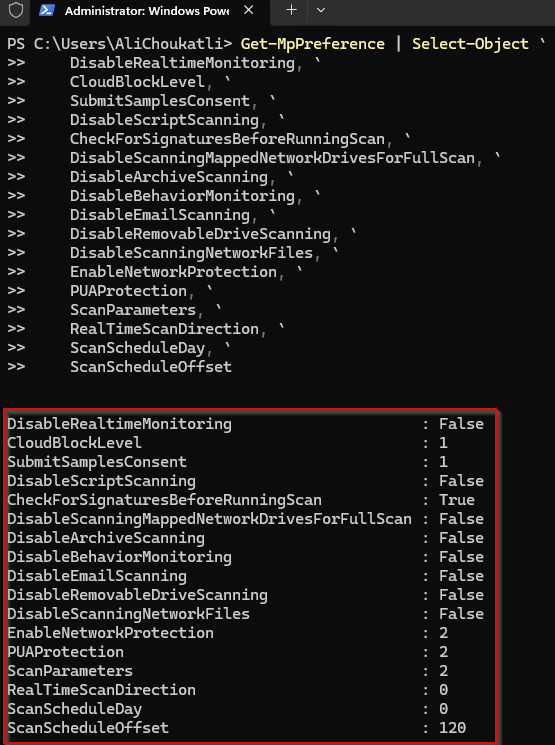 Administrator: Windows Powe
PS C:\Users\AliChoukatli> Get-MpPreference | Select-Object `
>> DisableRealtimeMonitoring, `
>> CloudBlockLevel, `
>> SubmitSamplesConsent, `
>> DisableScriptScanning, `
>> CheckForSignaturesBeforeRunningScan, `
>> DisableScanningMappedNetworkDrivesForFullScan, `
>> DisableArchiveScanning, `
>> DisableBehaviorMonitoring, `
>> DisableEmailScanning, `
>> DisableRemovableDriveScanning, `
>> DisableScanningNetworkFiles, `
>> EnableNetworkProtection, `
>> PUAProtection, `
>> ScanParameters, `
>> RealTimeScanDirection, `
>> ScanScheduleDay, `
>> ScanScheduleOffset
DisableRealtimeMonitoring : False
CloudBlockLevel : 1
SubmitSamplesConsent : 1
DisableScriptScanning : False
CheckForSignaturesBeforeRunningScan : True
DisableScanningMappedNetworkDrivesForFullScan : False
DisableArchiveScanning : False
DisableBehaviorMonitoring : False
DisableEmailScanning : False
DisableRemovableDriveScanning : False
DisableScanningNetworkFiles : False
EnableNetworkProtection : 2
PUAProtection : 2
ScanParameters : 2
RealTimeScanDirection : 0
ScanScheduleDay : 0
ScanScheduleOffset : 120